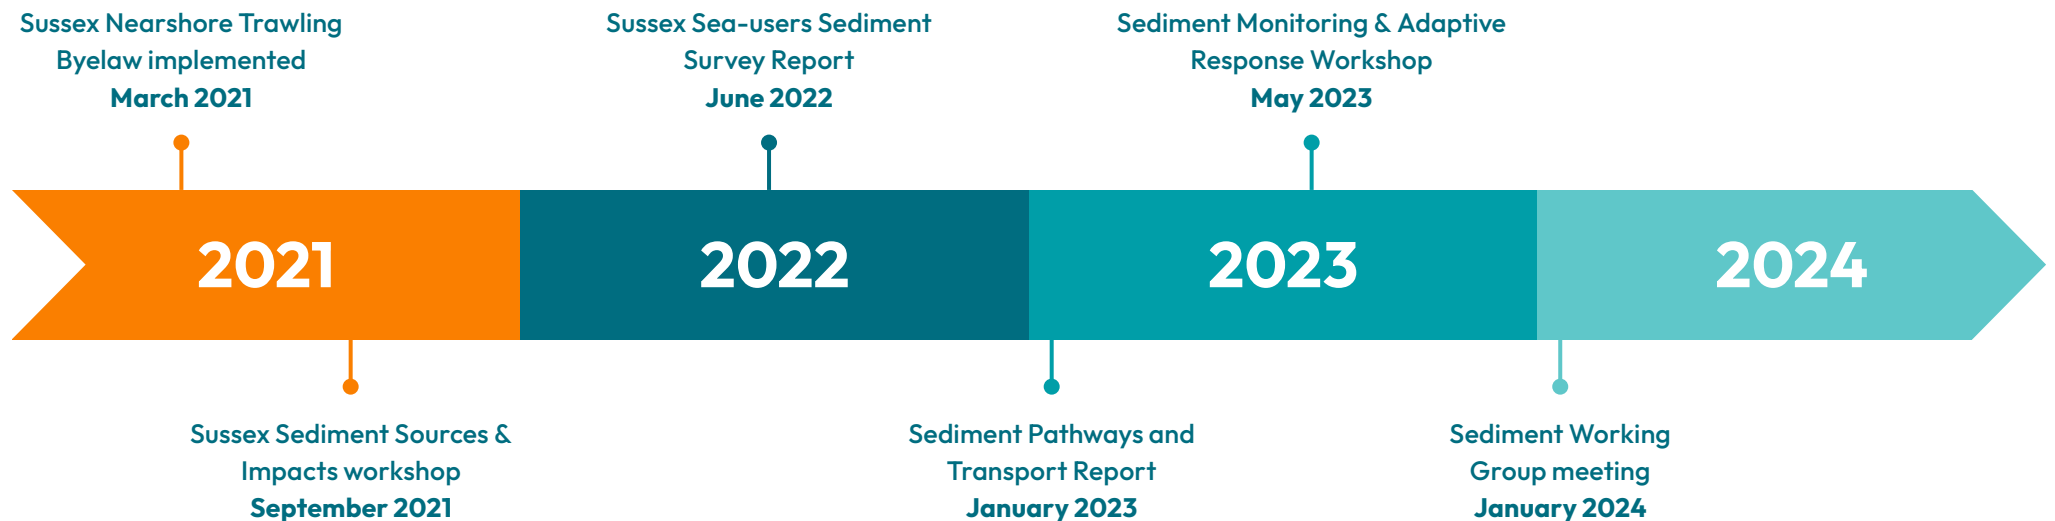 Sussex Nearshore Trawling
Byelaw implemented
March 2021
Sussex Sea-users Sediment
Survey Report
June 2022
Sediment Monitoring & Adaptive
Response Workshop
May 2023
2021
2022
2023
2024
Sussex Sediment Sources &
Impacts workshop
September 2021
Sediment Pathways and
Transport Report
January 2023
Sediment Working
Group meeting
January 2024